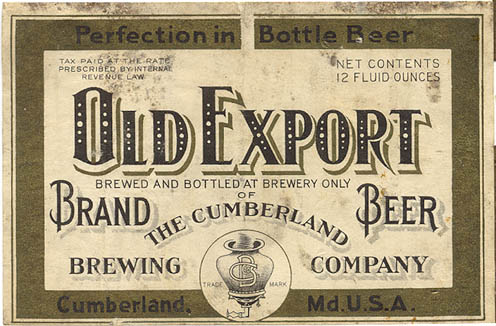 Perfection in Bottle Beer
TAX PAID AT THE RATE
PRESCRIBED BY INTERNAL
REVENUE LAW
NET CONTENTS
12 FLUID OUNCES
OLD EXPORT
BREWED AND BOTTLED AT BREWERY ONLY
OF
BRAND
BEER
THE CUMBERLAND
BREWING COMPANY
TRADE MARK
Cumberland, Md. U.S.A.